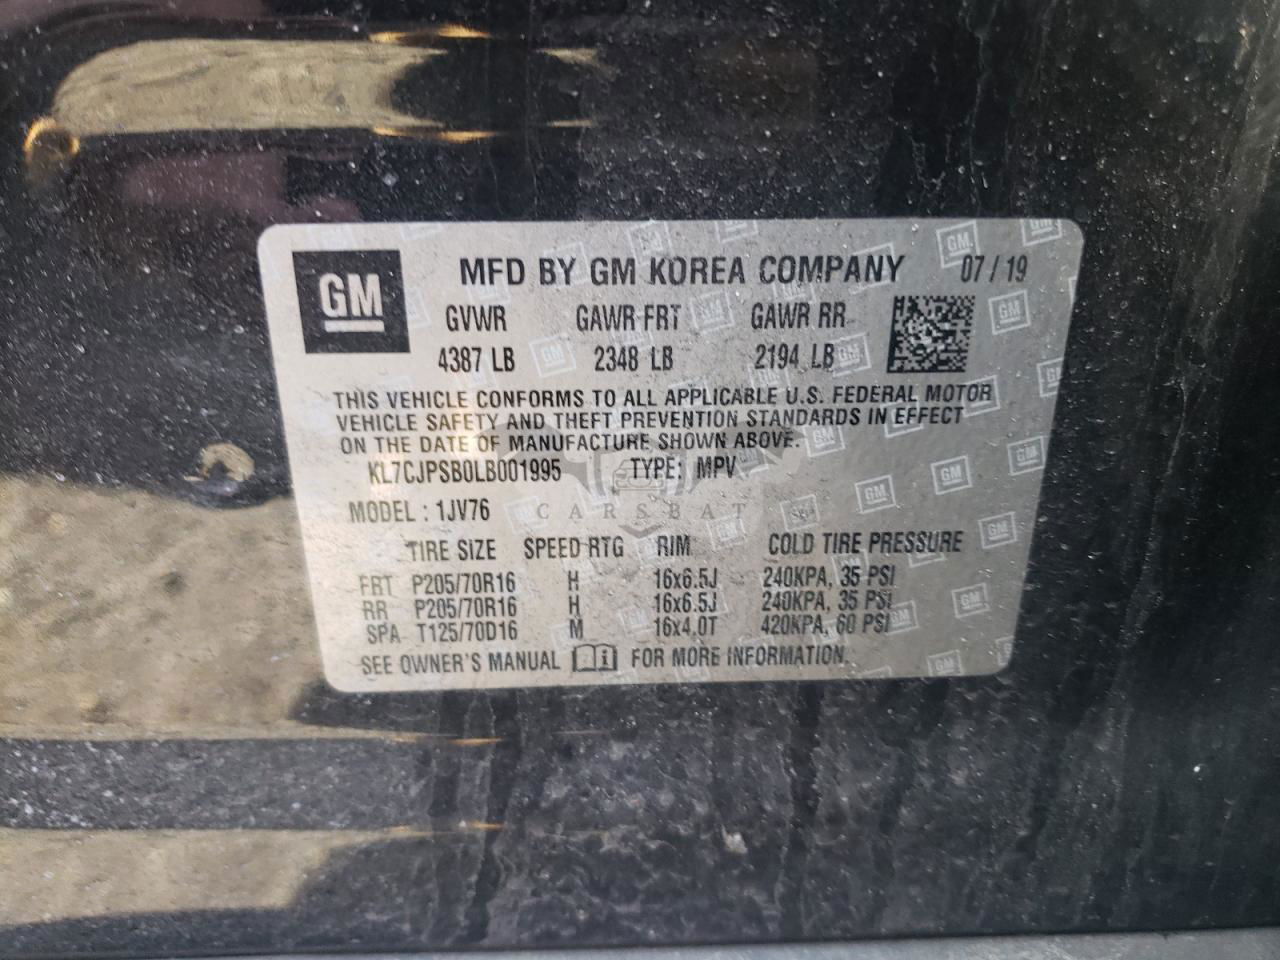 GM
MFD BY GM KOREA COMPANY 07/19
GVWR GAWR FRT GAWR RR
4387 LB 2348 LB 2194 LB
THIS VEHICLE CONFORMS TO ALL APPLICABLE U.S. FEDERAL MOTOR
VEHICLE SAFETY AND THEFT PREVENTION STANDARDS IN EFFECT
ON THE DATE OF MANUFACTURE SHOWN ABOVE.
KL7CJPSB0LB001995 TYPE: MPV
MODEL: 1JV76
CARSBAT
TIRE SIZE SPEED RTG RIM COLD TIRE PRESSURE
FRT P205/70R16 H 16x6.5J 240KPA, 35 PSI
RR P205/70R16 H 16x6.5J 240KPA, 35 PSI
SPA T125/70D16 M 16x4.0T 420KPA, 60 PSI
SEE OWNER'S MANUAL i FOR MORE INFORMATION.